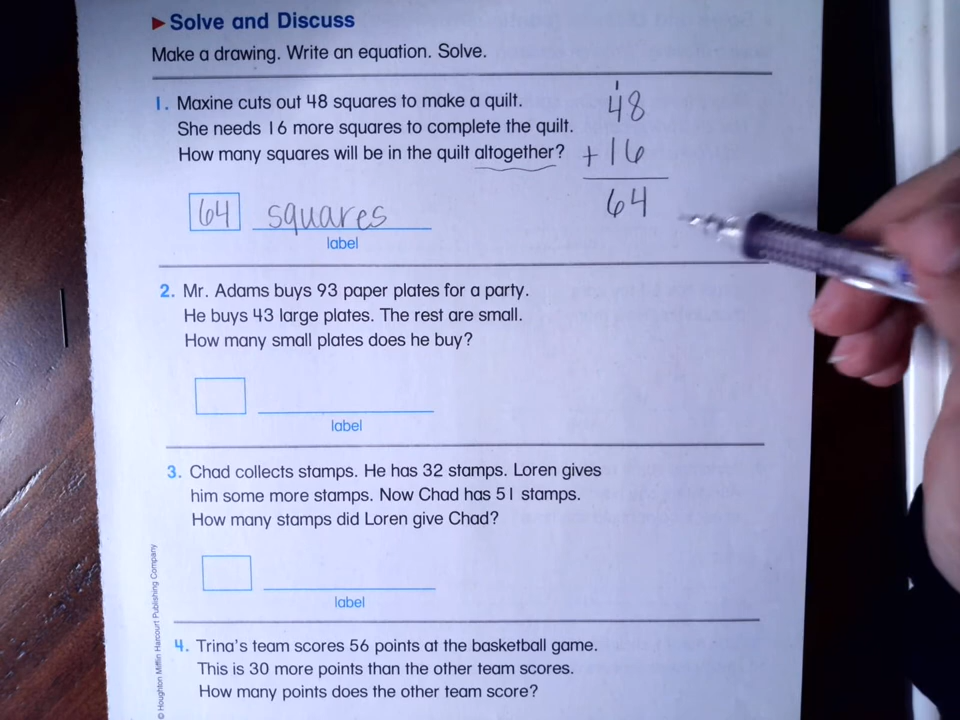 ► Solve and Discuss
Make a drawing. Write an equation. Solve.
1. Maxine cuts out 48 squares to make a quilt.
She needs 16 more squares to complete the quilt.
How many squares will be in the quilt altogether?
1
48
+ 16
64
64 squares
label
2. Mr. Adams buys 93 paper plates for a party.
He buys 43 large plates. The rest are small.
How many small plates does he buy?
label
3. Chad collects stamps. He has 32 stamps. Loren gives
him some more stamps. Now Chad has 51 stamps.
How many stamps did Loren give Chad?
label
4. Trina's team scores 56 points at the basketball game.
This is 30 more points than the other team scores.
How many points does the other team score?
© Houghton Mifflin Harcourt Publishing Company